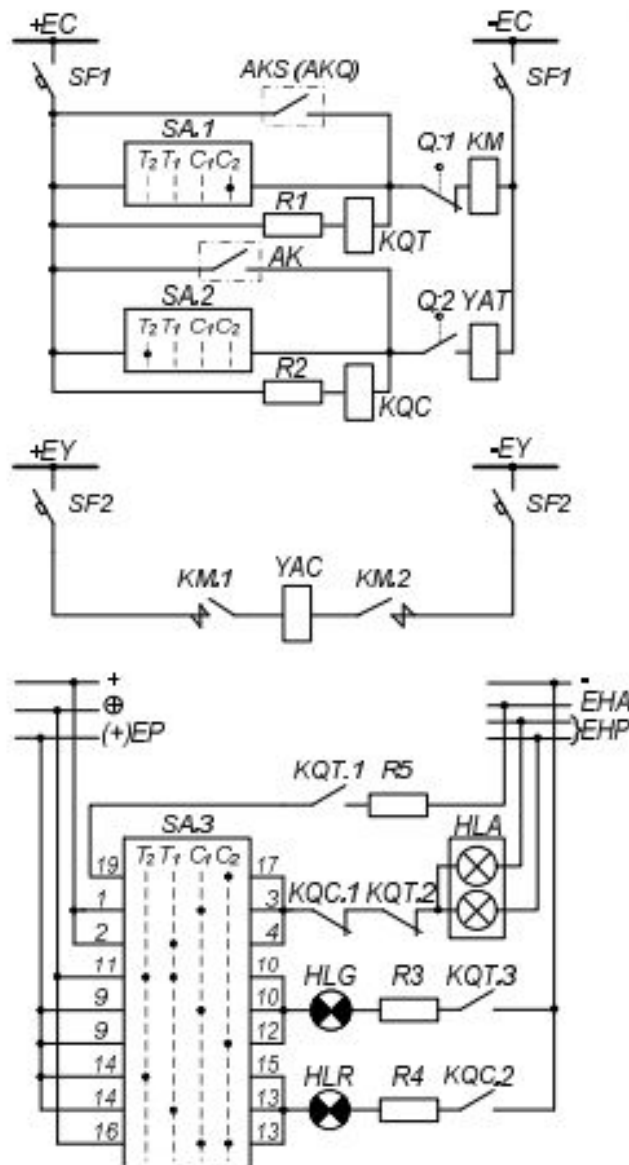 +EC -EC
SF1 AKS (AKQ) SF1
SA.1 Q:1 KM
T2 T1 C1 C2
R1
KQT
AK
SA.2 Q:2 YAT
T2 T1 C1 C2
R2
KQC
+EY -EY
SF2 SF2
KM.1 YAC KM.2
+ -
⊕ EHA
(+)EP }EHP
KQT.1 R5
SA.3 HLA
T2 T1 C1 C2
19 17
1 3 KQC.1 KQT.2
2 4
11 10 HLG R3 KQT.3
9 10
9 12
14 15 HLR R4 KQC.2
14 13
16 13